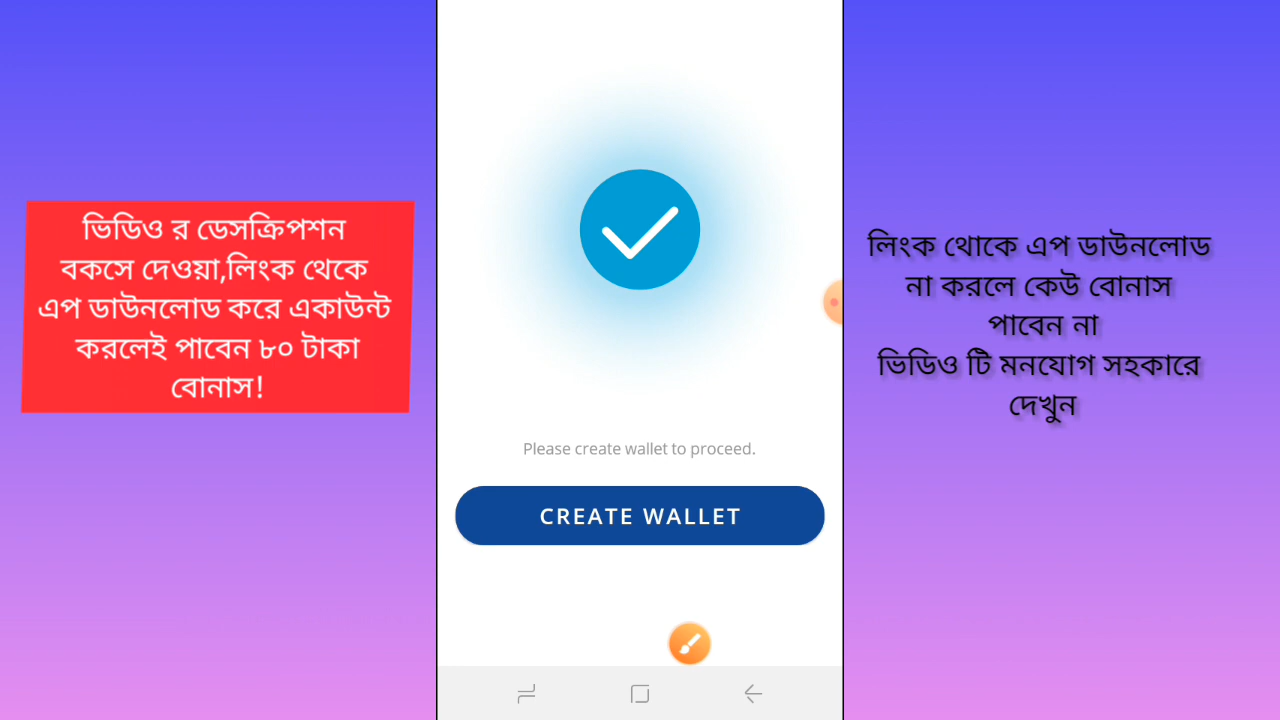 ভিডিও র ডেসক্রিপশন
বকসে দেওয়া,লিংক থেকে
এপ ডাউনলোড করে একাউন্ট
করলেই পাবেন ৮০ টাকা
বোনাস!
Please create wallet to proceed.
CREATE WALLET
লিংক থোকে এপ ডাউনলোড
না করলে কেউ বোনাস
পাবেন না
ভিডিও টি মনযোগ সহকারে
দেখুন